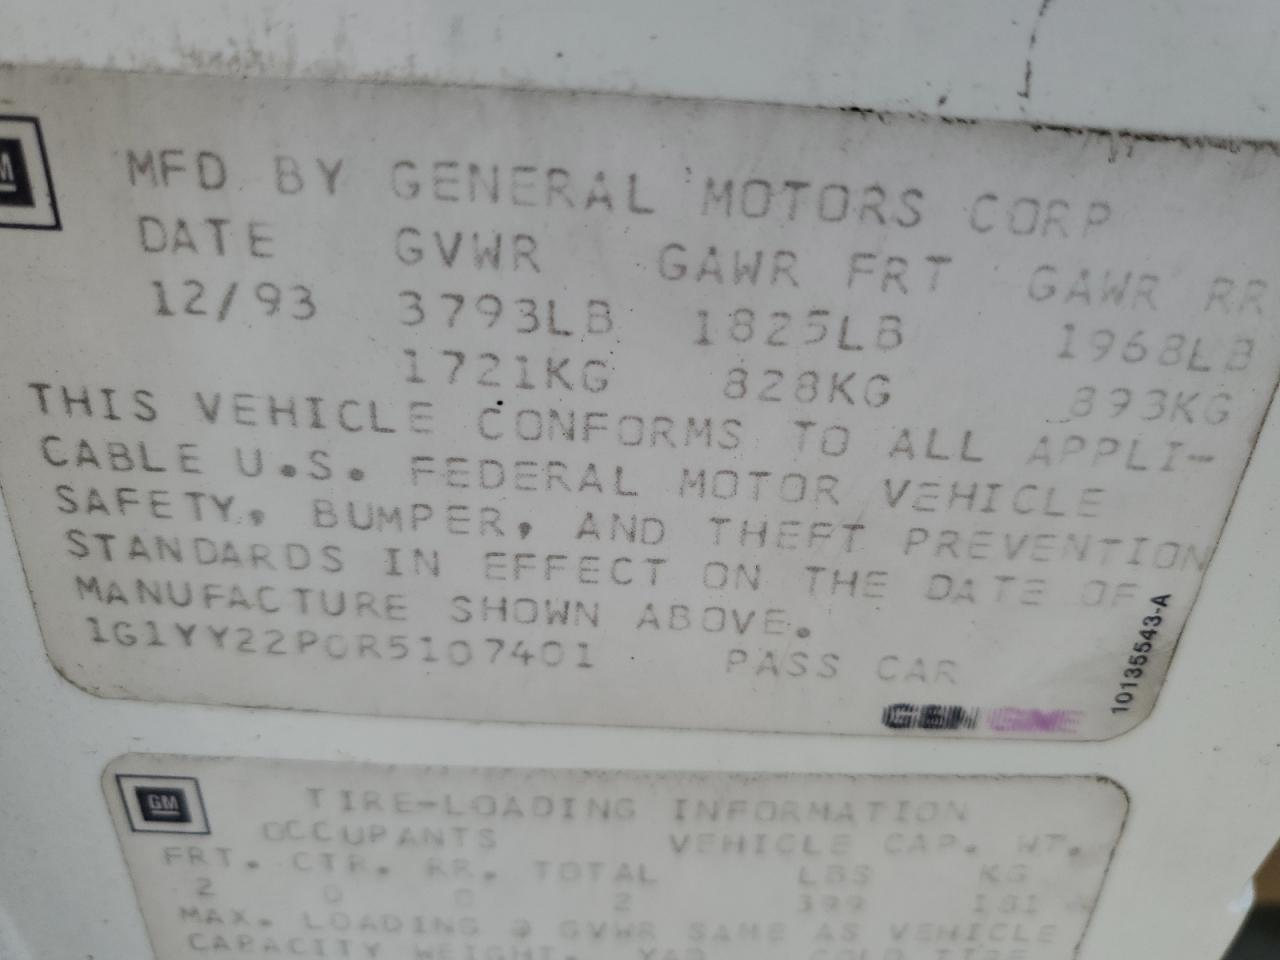 MFD BY GENERAL MOTORS CORP
DATE GVWR GAWR FRT GAWR RR
12/93 3793LB 1825LB 1968LB
1721KG 828KG 893KG
THIS VEHICLE CONFORMS TO ALL APPLI-
CABLE U.S. FEDERAL MOTOR VEHICLE
SAFETY, BUMPER, AND THEFT PREVENTION
STANDARDS IN EFFECT ON THE DATE OF
MANUFACTURE SHOWN ABOVE.
1G1YY22P0R5107401 PASS CAR
10135543-A
GM
TIRE-LOADING INFORMATION
OCCUPANTS VEHICLE CAP. WT.
FRT. CTR. RR. TOTAL LBS KG
2 0 0 2 399 181
MAX. LOADING @ GVWR SAME AS VEHICLE
CAPACITY WEIGHT. COLD TIRE